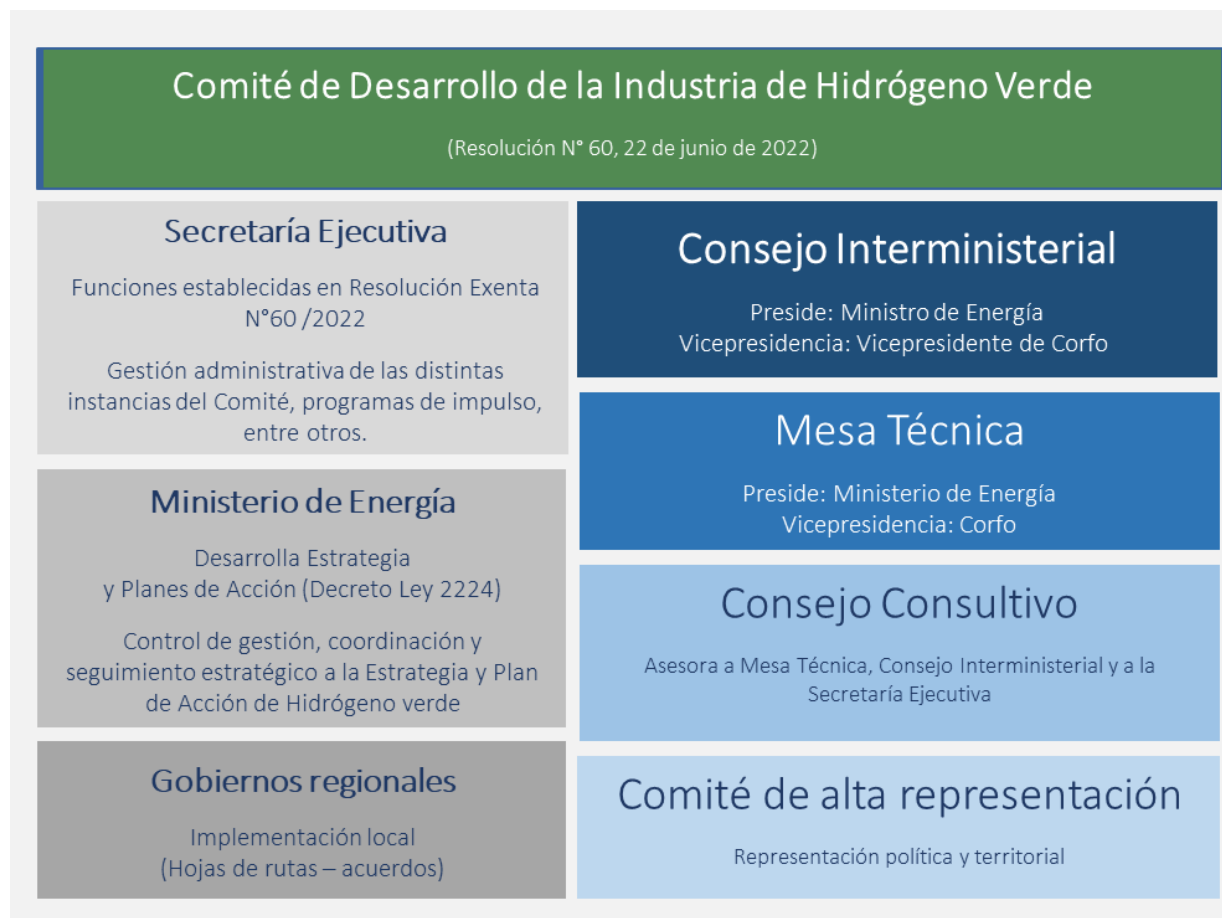 Comité de Desarrollo de la Industria de Hidrógeno Verde
(Resolución N° 60, 22 de junio de 2022)
Secretaría Ejecutiva
Funciones establecidas en Resolución Exenta
N°60 /2022
Gestión administrativa de las distintas
instancias del Comité, programas de impulso,
entre otros.
Ministerio de Energía
Desarrolla Estrategia
y Planes de Acción (Decreto Ley 2224)
Control de gestión, coordinación y
seguimiento estratégico a la Estrategia y Plan
de Acción de Hidrógeno verde
Gobiernos regionales
Implementación local
(Hojas de rutas – acuerdos)
Consejo Interministerial
Preside: Ministro de Energía
Vicepresidencia: Vicepresidente de Corfo
Mesa Técnica
Preside: Ministerio de Energía
Vicepresidencia: Corfo
Consejo Consultivo
Asesora a Mesa Técnica, Consejo Interministerial y a la
Secretaría Ejecutiva
Comité de alta representación
Representación política y territorial